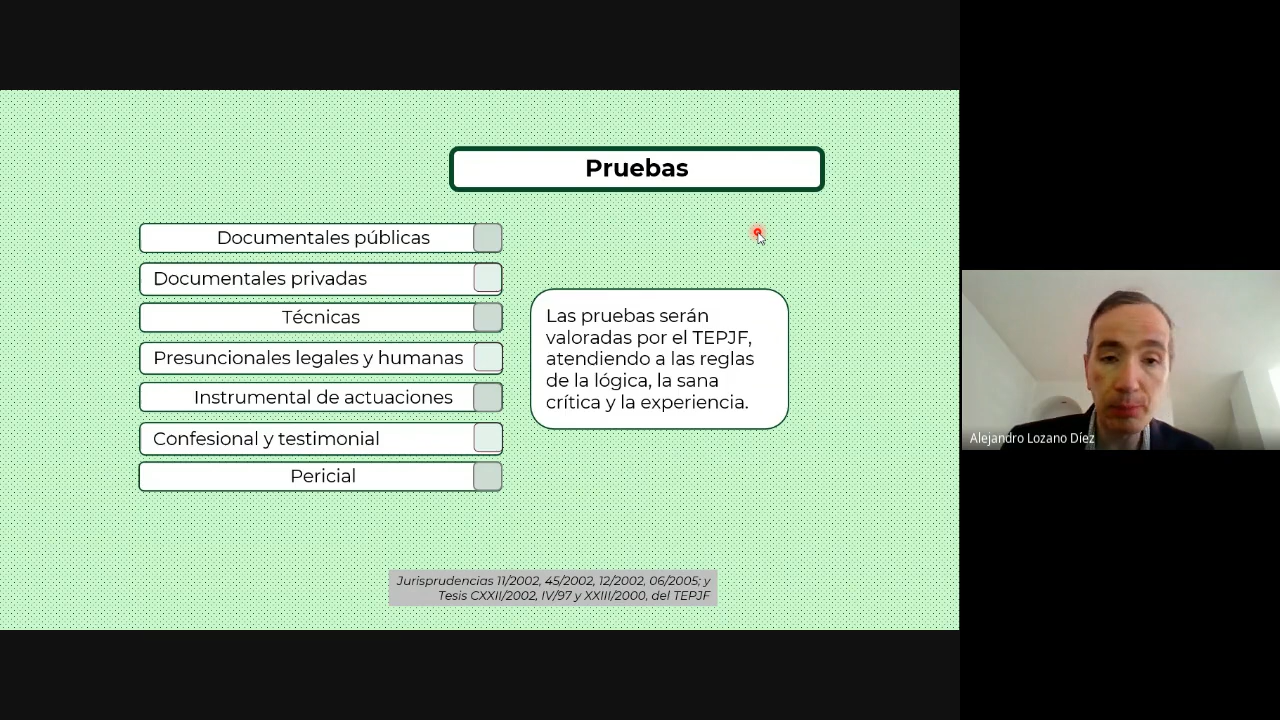 Pruebas
Documentales públicas
Documentales privadas
Técnicas
Presuncionales legales y humanas
Instrumental de actuaciones
Confesional y testimonial
Pericial
Las pruebas serán
valoradas por el TEPJF,
atendiendo a las reglas
de la lógica, la sana
crítica y la experiencia.
Jurisprudencias 11/2002, 45/2002, 12/2002, 06/2005; y
Tesis CXXII/2002, IV/97 y XXIII/2000, del TEPJF
Alejandro Lozano Díez